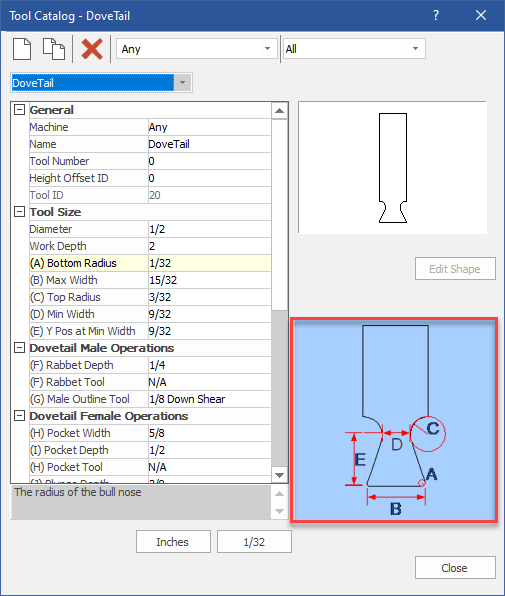 Tool Catalog - DoveTail
Any All
DoveTail
General
Machine Any
Name DoveTail
Tool Number 0
Height Offset ID 0
Tool ID 20
Tool Size
Diameter 1/2
Work Depth 2
(A) Bottom Radius 1/32
(B) Max Width 15/32
(C) Top Radius 3/32
(D) Min Width 9/32
(E) Y Pos at Min Width 9/32
Dovetail Male Operations
(F) Rabbet Depth 1/4
(F) Rabbet Tool N/A
(G) Male Outline Tool 1/8 Down Shear
Dovetail Female Operations
(H) Pocket Width 5/8
(I) Pocket Depth 1/2
(H) Pocket Tool N/A
The radius of the bull nose
Edit Shape
C
D
E
A
B
Inches 1/32
Close